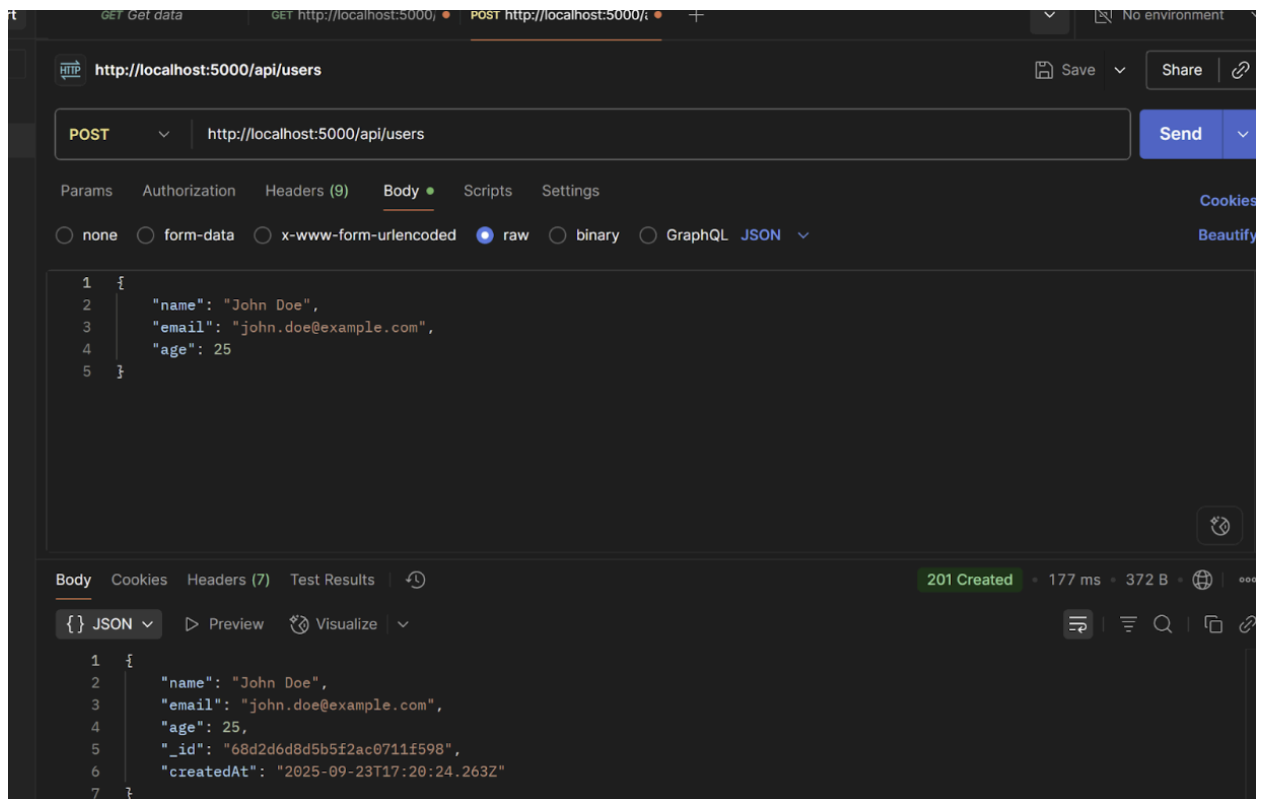 GET Get data GET http://localhost:5000/ POST http://localhost:5000/a No environment
HTTP http://localhost:5000/api/users Save Share
POST http://localhost:5000/api/users Send
Params Authorization Headers (9) Body Scripts Settings Cookies
none form-data x-www-form-urlencoded raw binary GraphQL JSON Beautify
1 {
2 "name": "John Doe",
3 "email": "john.doe@example.com",
4 "age": 25
5 }
Body Cookies Headers (7) Test Results 201 Created • 177 ms • 372 B
{} JSON Preview Visualize
1 {
2 "name": "John Doe",
3 "email": "john.doe@example.com",
4 "age": 25,
5 "_id": "68d2d6d8d5b5f2ac0711f598",
6 "createdAt": "2025-09-23T17:20:24.263Z"
7 }